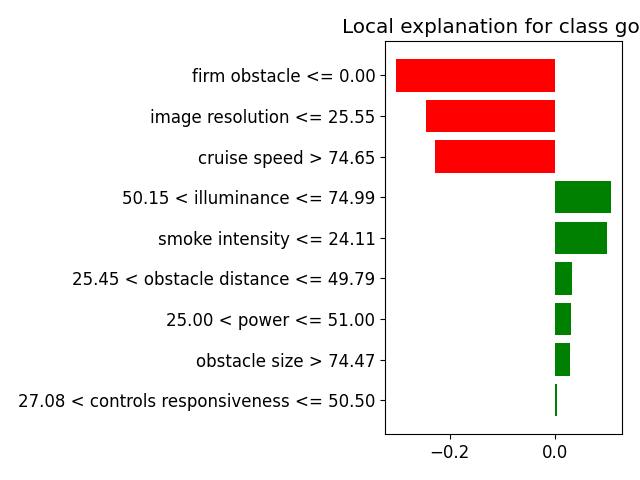 Local explanation for class go
firm obstacle <= 0.00
image resolution <= 25.55
cruise speed > 74.65
50.15 < illuminance <= 74.99
smoke intensity <= 24.11
25.45 < obstacle distance <= 49.79
25.00 < power <= 51.00
obstacle size > 74.47
27.08 < controls responsiveness <= 50.50
−0.2 0.0